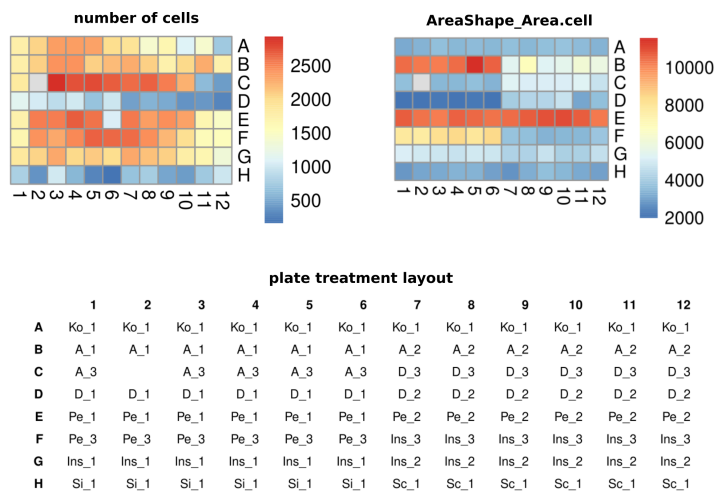 number of cells
AreaShape_Area.cell
A
B
C
D
E
F
G
H
1 2 3 4 5 6 7 8 9 10 11 12
2500
2000
1500
1000
500
A
B
C
D
E
F
G
H
1 2 3 4 5 6 7 8 9 10 11 12
10000
8000
6000
4000
2000
plate treatment layout
1 2 3 4 5 6 7 8 9 10 11 12
A Ko_1 Ko_1 Ko_1 Ko_1 Ko_1 Ko_1 Ko_1 Ko_1 Ko_1 Ko_1 Ko_1 Ko_1
B A_1 A_1 A_1 A_1 A_1 A_1 A_2 A_2 A_2 A_2 A_2 A_2
C A_3 A_3 A_3 A_3 A_3 D_3 D_3 D_3 D_3 D_3 D_3
D D_1 D_1 D_1 D_1 D_1 D_1 D_2 D_2 D_2 D_2 D_2 D_2
E Pe_1 Pe_1 Pe_1 Pe_1 Pe_1 Pe_1 Pe_2 Pe_2 Pe_2 Pe_2 Pe_2 Pe_2
F Pe_3 Pe_3 Pe_3 Pe_3 Pe_3 Pe_3 Ins_3 Ins_3 Ins_3 Ins_3 Ins_3 Ins_3
G Ins_1 Ins_1 Ins_1 Ins_1 Ins_1 Ins_1 Ins_2 Ins_2 Ins_2 Ins_2 Ins_2 Ins_2
H Si_1 Si_1 Si_1 Si_1 Si_1 Si_1 Sc_1 Sc_1 Sc_1 Sc_1 Sc_1 Sc_1